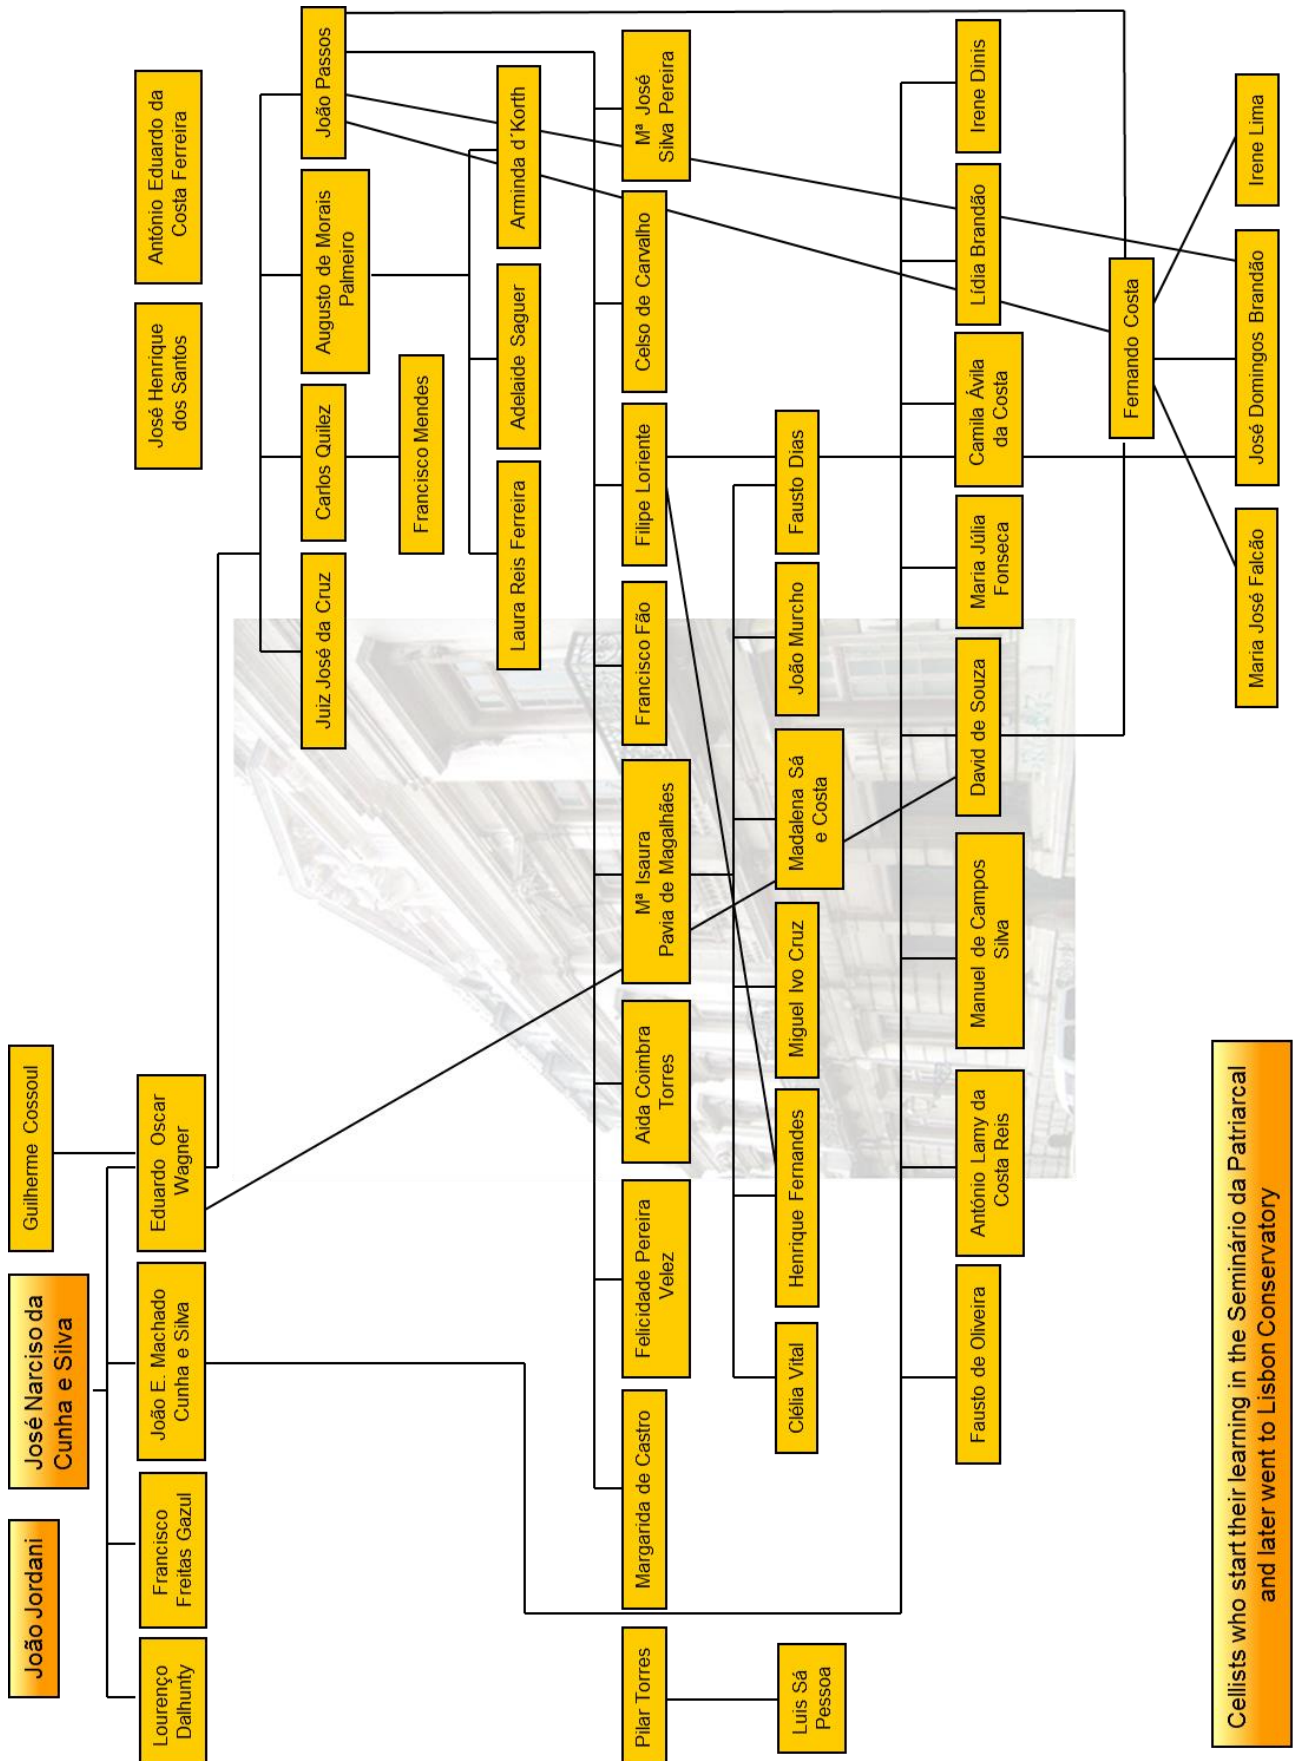 João Jordani
José Narciso da
Cunha e Silva
Guilherme Cossoul
Lourenço
Dalhunty
Francisco
Freitas Gazul
João E. Machado
Cunha e Silva
Eduardo Oscar
Wagner
José Henrique
dos Santos
António Eduardo da
Costa Ferreira
Juiz José da Cruz
Carlos Quilez
Augusto de Morais
Palmeiro
João Passos
Francisco Mendes
Laura Reis Ferreira
Adelaide Saguer
Arminda d´Korth
Pilar Torres
Margarida de Castro
Felicidade Pereira
Velez
Aida Coimbra
Torres
Mª Isaura
Pavia de Magalhães
Francisco Fão
Filipe Loriente
Celso de Carvalho
Mª José
Silva Pereira
Luis Sá
Pessoa
Clélia Vital
Henrique Fernandes
Miguel Ivo Cruz
Madalena Sá
e Costa
João Murcho
Fausto Dias
Fausto de Oliveira
António Lamy da
Costa Reis
Manuel de Campos
Silva
David de Souza
Maria Júlia
Fonseca
Camila Ávila
da Costa
Lídia Brandão
Irene Dinis
Fernando Costa
Maria José Falcão
José Domingos Brandão
Irene Lima
Cellists who start their learning in the Seminário da Patriarcal
and later went to Lisbon Conservatory